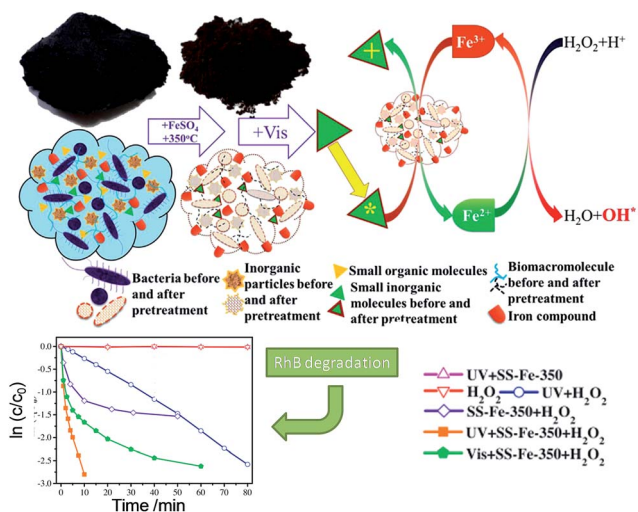 +FeSO₄
+350°C
+Vis
+
*
Fe³⁺
H₂O₂+H⁺
Fe²⁺
H₂O+OH*
Bacteria before
and after
pretreatment
Inorganic
particles before
and after
pretreatment
Small organic molecules
Small inorganic
molecules before and
after pretreatment
Biomacromolecule
before and after
pretreatment
Iron compound
ln (c/c₀)
0.0
-0.5
-1.0
-1.5
-2.0
-2.5
-3.0
0 10 20 30 40 50 60 70 80
Time /min
RhB degradation
UV+SS-Fe-350
H₂O₂ UV+H₂O₂
SS-Fe-350+H₂O₂
UV+SS-Fe-350+H₂O₂
Vis+SS-Fe-350+H₂O₂